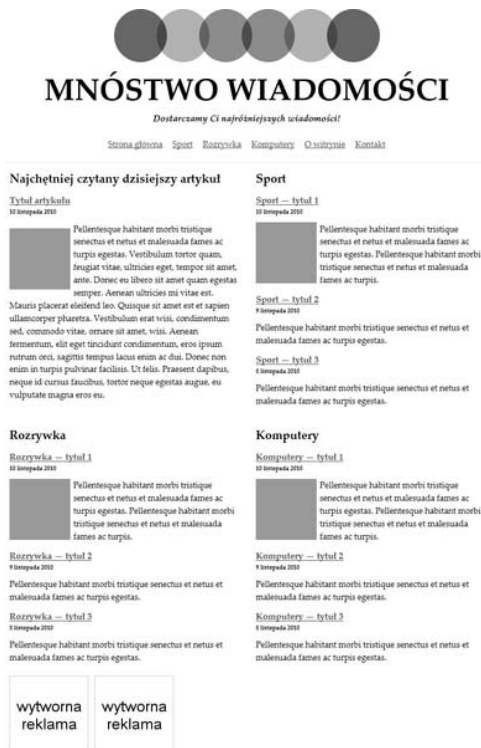 MNÓSTWO WIADOMOŚCI
Dostarczamy Ci najróżniejszych wiadomości!
Strona główna Sport Rozrywka Komputery O witrynie Kontakt
Najchętniej czytany dzisiejszy artykuł
Tytuł artykułu
10 listopada 2010
Pellentesque habitant morbi tristique
senectus et netus et malesuada fames ac
turpis egestas. Vestibulum tortor quam,
feugiat vitae, ultricies eget, tempor sit amet,
ante. Donec eu libero sit amet quam egestas
semper. Aenean ultricies mi vitae est.
Mauris placerat eleifend leo. Quisque sit amet est et sapien
ullamcorper pharetra. Vestibulum erat wisi, condimentum
sed, commodo vitae, ornare sit amet, wisi. Aenean
fermentum, elit eget tincidunt condimentum, eros ipsum
rutrum orci, sagittis tempus lacus enim ac dui. Donec non
enim in turpis pulvinar facilisis. Ut felis. Praesent dapibus,
neque id cursus faucibus, tortor neque egestas augue, eu
vulputate magna eros eu.
Sport
Sport — tytuł 1
10 listopada 2010
Pellentesque habitant morbi tristique
senectus et netus et malesuada fames ac
turpis egestas. Pellentesque habitant morbi
tristique senectus et netus et malesuada
fames ac turpis.
Sport — tytuł 2
9 listopada 2010
Pellentesque habitant morbi tristique senectus et netus et
malesuada fames ac turpis egestas.
Sport — tytuł 3
8 listopada 2010
Pellentesque habitant morbi tristique senectus et netus et
malesuada fames ac turpis egestas.
Rozrywka
Rozrywka — tytuł 1
10 listopada 2010
Pellentesque habitant morbi tristique
senectus et netus et malesuada fames ac
turpis egestas. Pellentesque habitant morbi
tristique senectus et netus et malesuada
fames ac turpis.
Rozrywka — tytuł 2
9 listopada 2010
Pellentesque habitant morbi tristique senectus et netus et
malesuada fames ac turpis egestas.
Rozrywka — tytuł 3
8 listopada 2010
Pellentesque habitant morbi tristique senectus et netus et
malesuada fames ac turpis egestas.
Komputery
Komputery — tytuł 1
10 listopada 2010
Pellentesque habitant morbi tristique
senectus et netus et malesuada fames ac
turpis egestas. Pellentesque habitant morbi
tristique senectus et netus et malesuada
fames ac turpis.
Komputery — tytuł 2
9 listopada 2010
Pellentesque habitant morbi tristique senectus et netus et
malesuada fames ac turpis egestas.
Komputery — tytuł 3
8 listopada 2010
Pellentesque habitant morbi tristique senectus et netus et
malesuada fames ac turpis egestas.
wytworna
reklama
wytworna
reklama